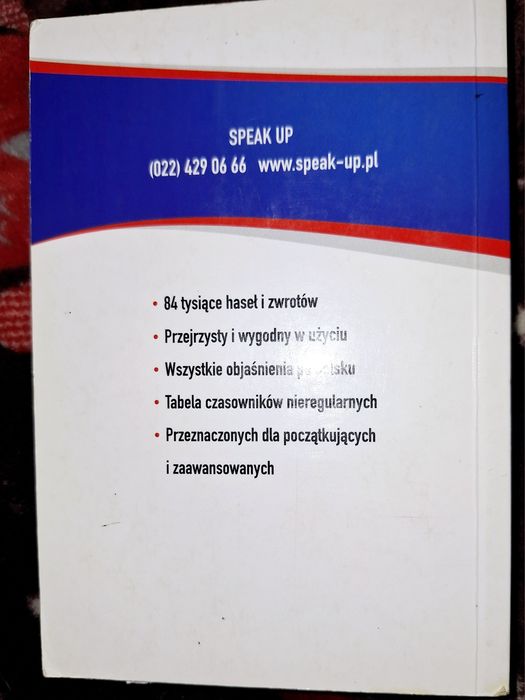 SPEAK UP
(022) 429 06 66 www.speak-up.pl
• 84 tysiące haseł i zwrotów
• Przejrzysty i wygodny w użyciu
• Wszystkie objaśnienia
• Tabela czasowników nieregularnych
• Przeznaczonych dla początkujących
i zaawansowanych